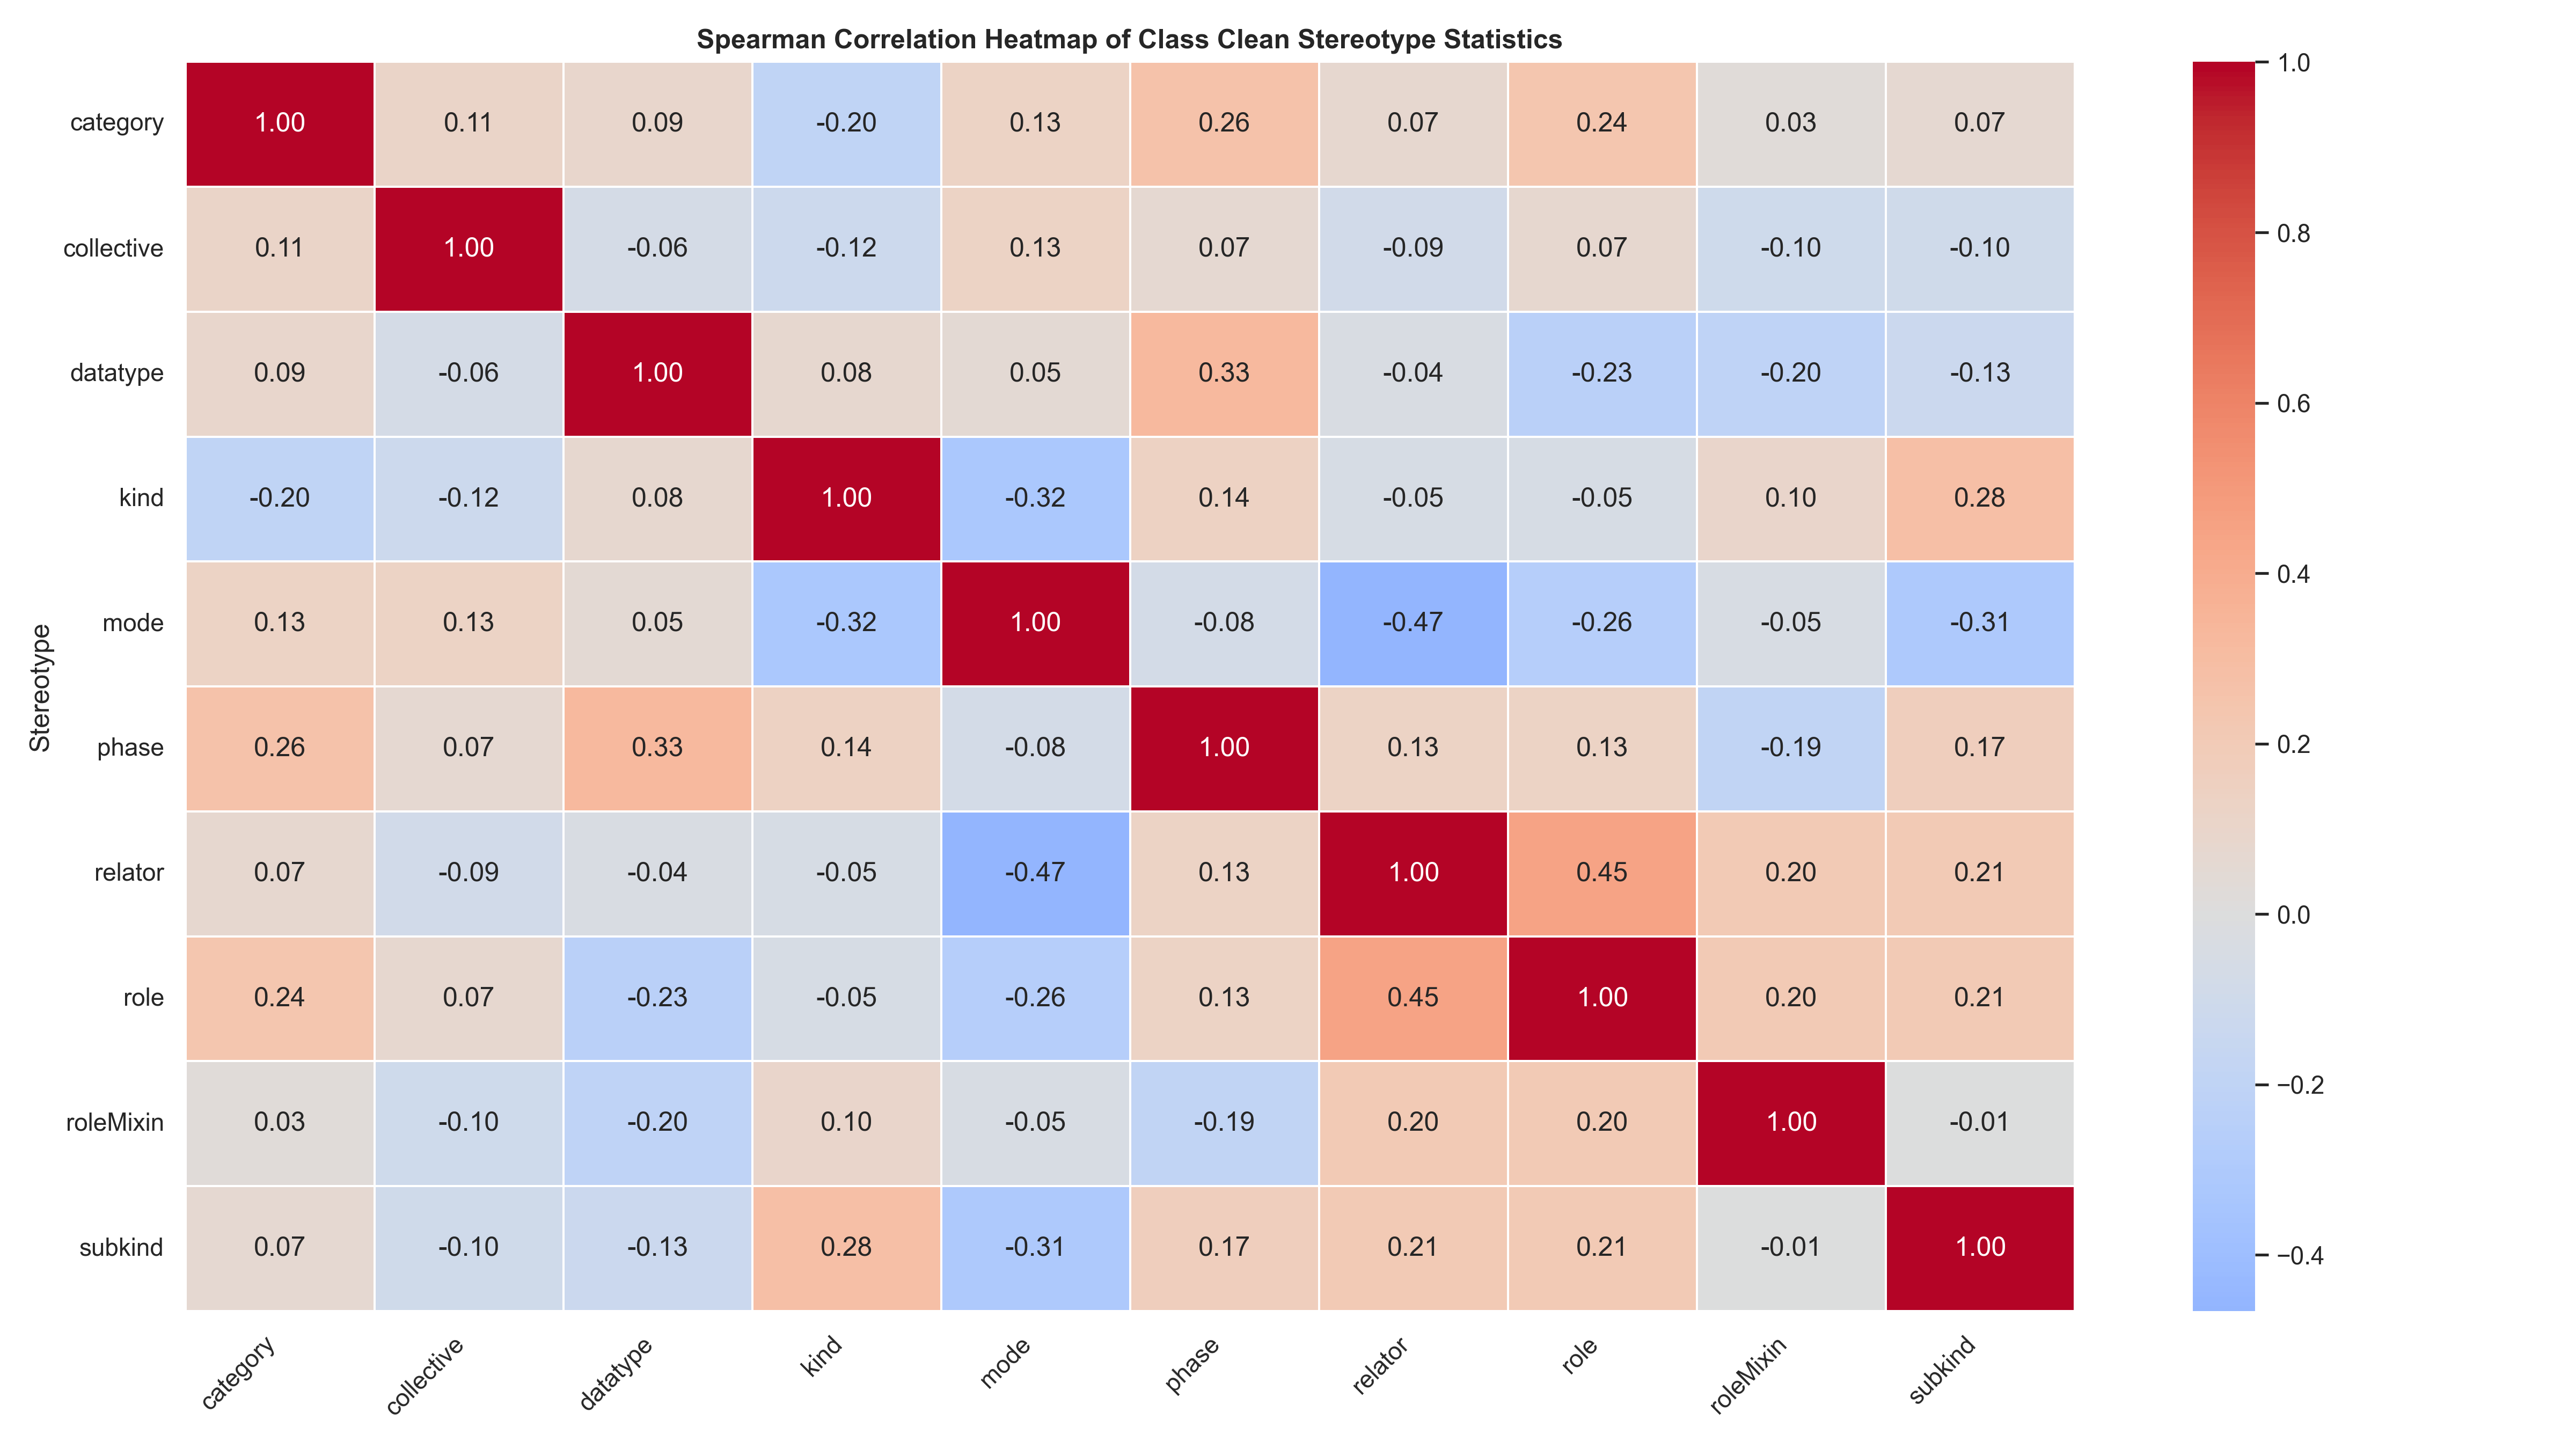 Spearman Correlation Heatmap of Class Clean Stereotype Statistics
Stereotype
category 1.00 0.11 0.09 -0.20 0.13 0.26 0.07 0.24 0.03 0.07
collective 0.11 1.00 -0.06 -0.12 0.13 0.07 -0.09 0.07 -0.10 -0.10
datatype 0.09 -0.06 1.00 0.08 0.05 0.33 -0.04 -0.23 -0.20 -0.13
kind -0.20 -0.12 0.08 1.00 -0.32 0.14 -0.05 -0.05 0.10 0.28
mode 0.13 0.13 0.05 -0.32 1.00 -0.08 -0.47 -0.26 -0.05 -0.31
phase 0.26 0.07 0.33 0.14 -0.08 1.00 0.13 0.13 -0.19 0.17
relator 0.07 -0.09 -0.04 -0.05 -0.47 0.13 1.00 0.45 0.20 0.21
role 0.24 0.07 -0.23 -0.05 -0.26 0.13 0.45 1.00 0.20 0.21
roleMixin 0.03 -0.10 -0.20 0.10 -0.05 -0.19 0.20 0.20 1.00 -0.01
subkind 0.07 -0.10 -0.13 0.28 -0.31 0.17 0.21 0.21 -0.01 1.00
category collective datatype kind mode phase relator role roleMixin subkind
1.0
0.8
0.6
0.4
0.2
0.0
−0.2
−0.4